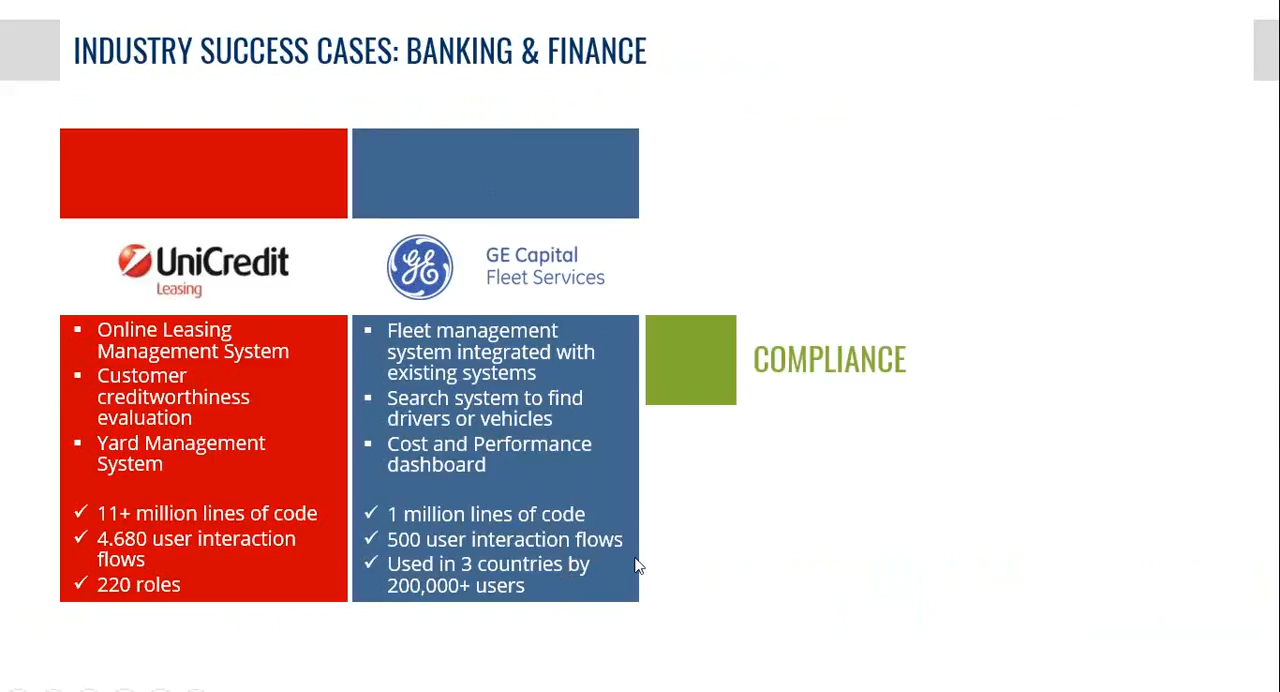 INDUSTRY SUCCESS CASES: BANKING & FINANCE
UniCredit
Leasing
Online Leasing
Management System
Customer
creditworthiness
evaluation
Yard Management
System
11+ million lines of code
4.680 user interaction
flows
220 roles
GE
GE Capital
Fleet Services
Fleet management
system integrated with
existing systems
Search system to find
drivers or vehicles
Cost and Performance
dashboard
1 million lines of code
500 user interaction flows
Used in 3 countries by
200,000+ users
COMPLIANCE